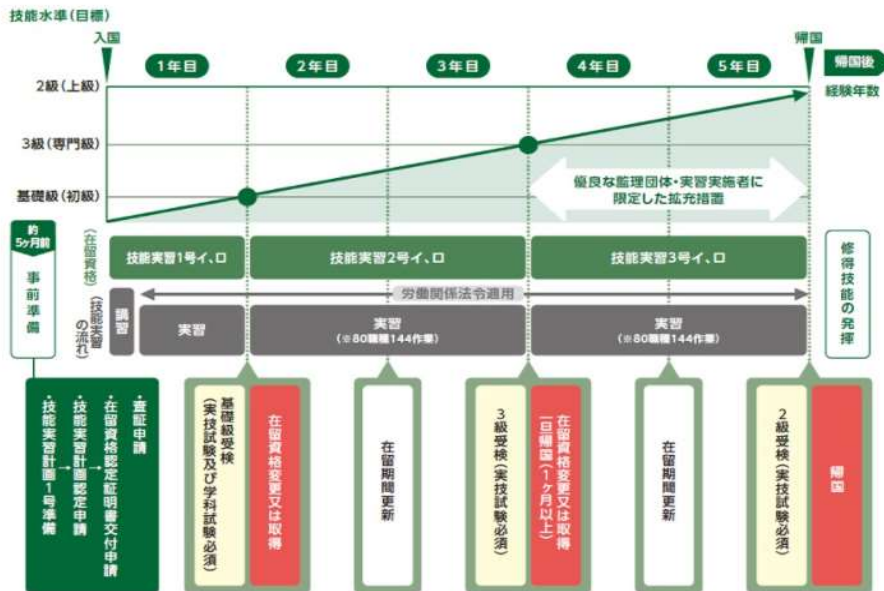 技能水準(目標)
入国
1年目
2年目
3年目
4年目
5年目
帰国
帰国後
経験年数
2級(上級)
3級(専門級)
基礎級(初級)
優良な監理団体・実習実施者に
限定した拡充措置
約
5ヶ月前
事前準備
(在留資格)
技能実習1号イ、ロ
技能実習2号イ、ロ
技能実習3号イ、ロ
修得技能の発揮
労働関係法令適用
(技能実習
の流れ)
講習
実習
実習
(※80職種144作業)
実習
(※80職種144作業)
・査証申請
・在留資格認定証明書交付申請
・技能実習計画認定申請
・技能実習計画1号準備
基礎級受検
(実技試験及び学科試験必須)
在留資格変更又は取得
在留期間更新
3級受検(実技試験必須)
在留資格変更又は取得
一旦帰国(1ヶ月以上)
在留期間更新
2級受検(実技試験必須)
帰国